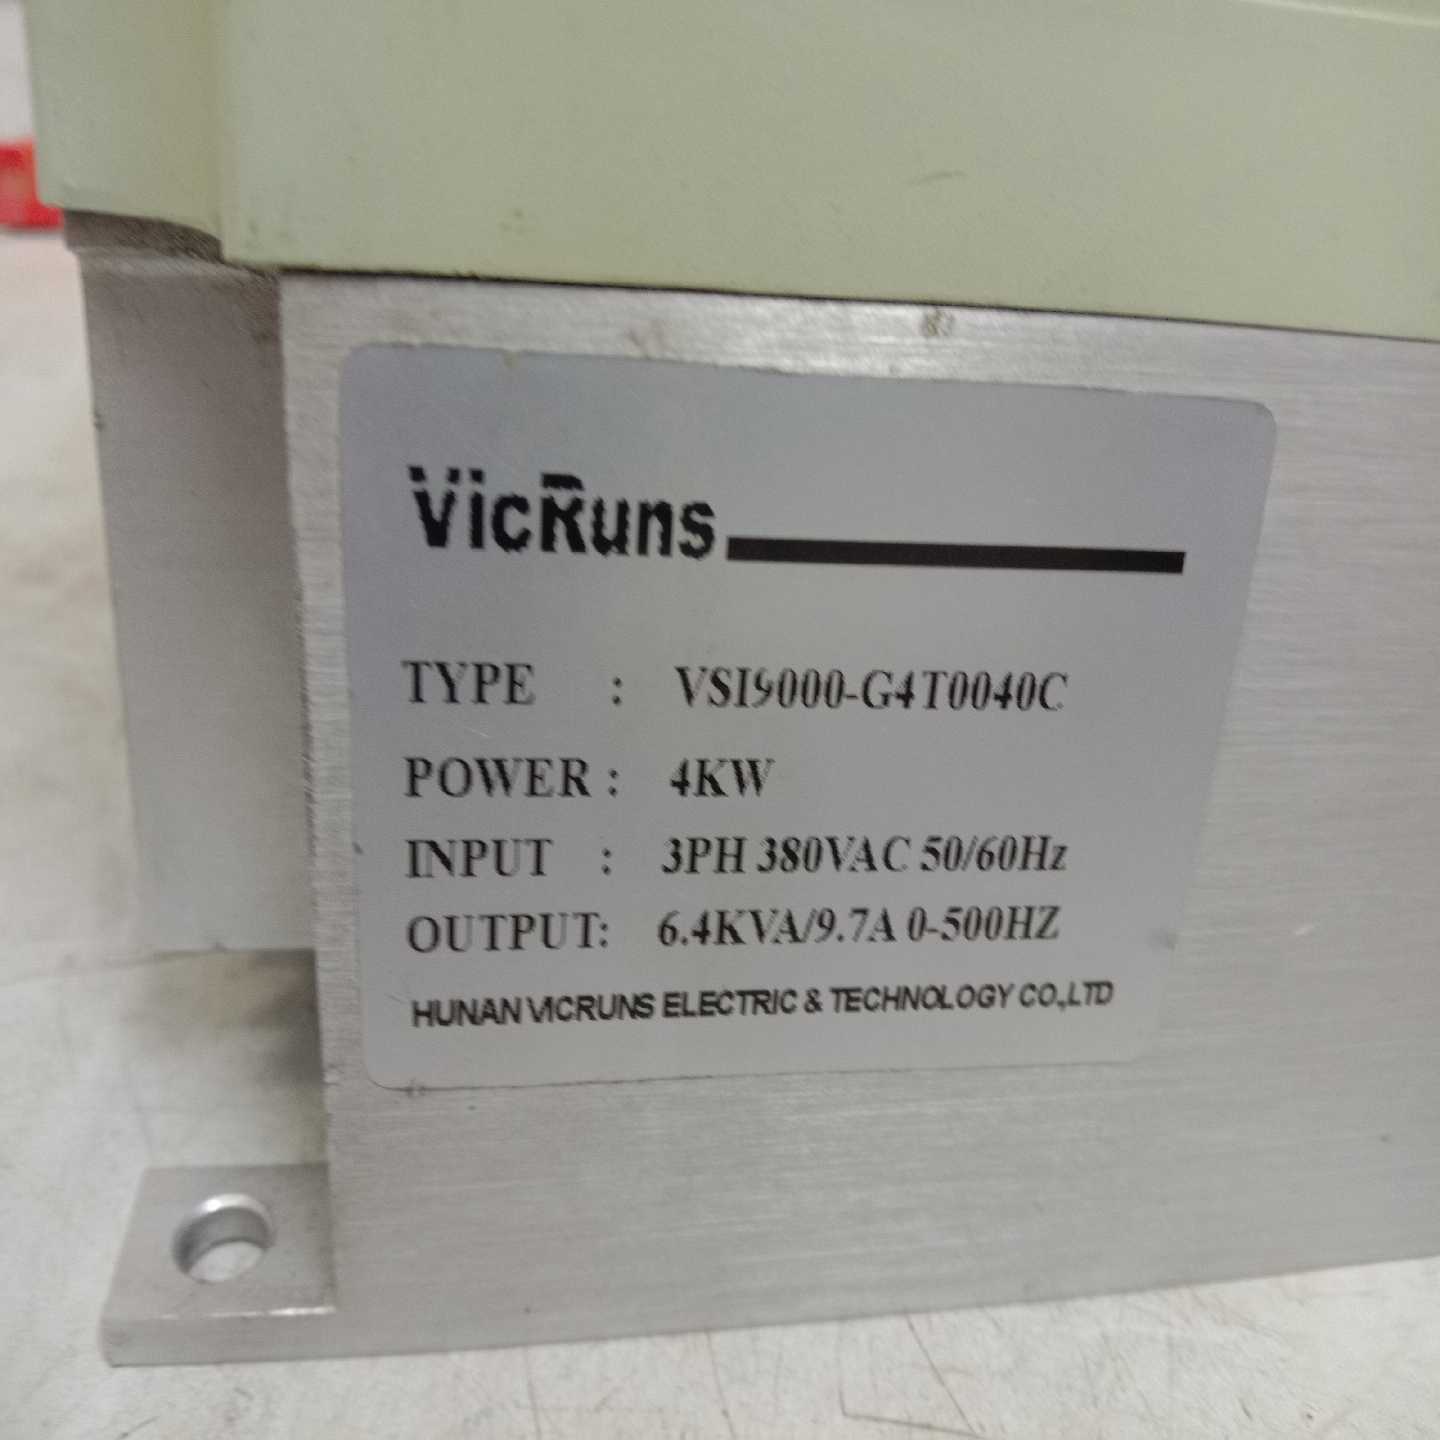 VicRuns
TYPE : VSI9000-G4T0040C
POWER : 4KW
INPUT : 3PH 380VAC 50/60Hz
OUTPUT: 6.4KVA/9.7A 0-500HZ
HUNAN VICRUNS ELECTRIC & TECHNOLOGY CO.,LTD